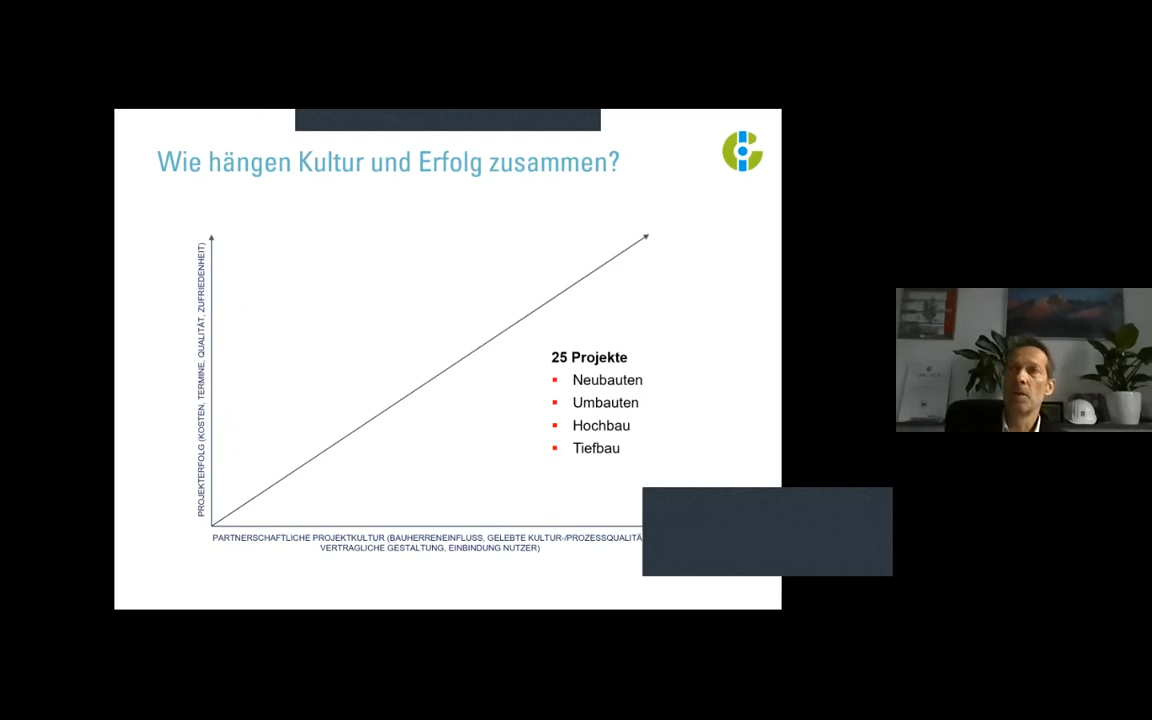 Wie hängen Kultur und Erfolg zusammen?
PROJEKTERFOLG (KOSTEN, TERMINE, QUALITÄT, ZUFRIEDENHEIT)
25 Projekte
▪ Neubauten
▪ Umbauten
▪ Hochbau
▪ Tiefbau
PARTNERSCHAFTLICHE PROJEKTKULTUR (BAUHERRENEINFLUSS, GELEBTE KULTUR-/PROZESSQUALITÄ
VERTRAGLICHE GESTALTUNG, EINBINDUNG NUTZER)